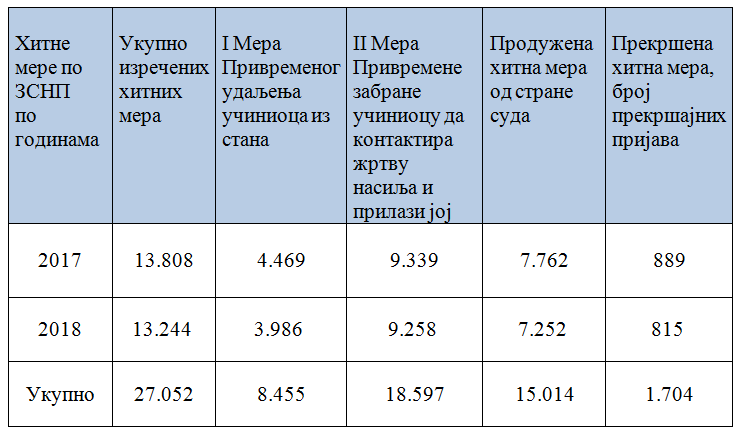 Хитне
мере по
ЗСНП
по
годинама
Укупно
изречених
хитних
мера
I Мера
Привременог
удаљења
учиниоца из
стана
II Мера
Привремене
забране
учиниоцу да
контактира
жртву
насиља и
прилази јој
Продужена
хитна мера
од стране
суда
Прекршена
хитна мера,
број
прекршајних
пријава
2017 13.808 4.469 9.339 7.762 889
2018 13.244 3.986 9.258 7.252 815
Укупно 27.052 8.455 18.597 15.014 1.704